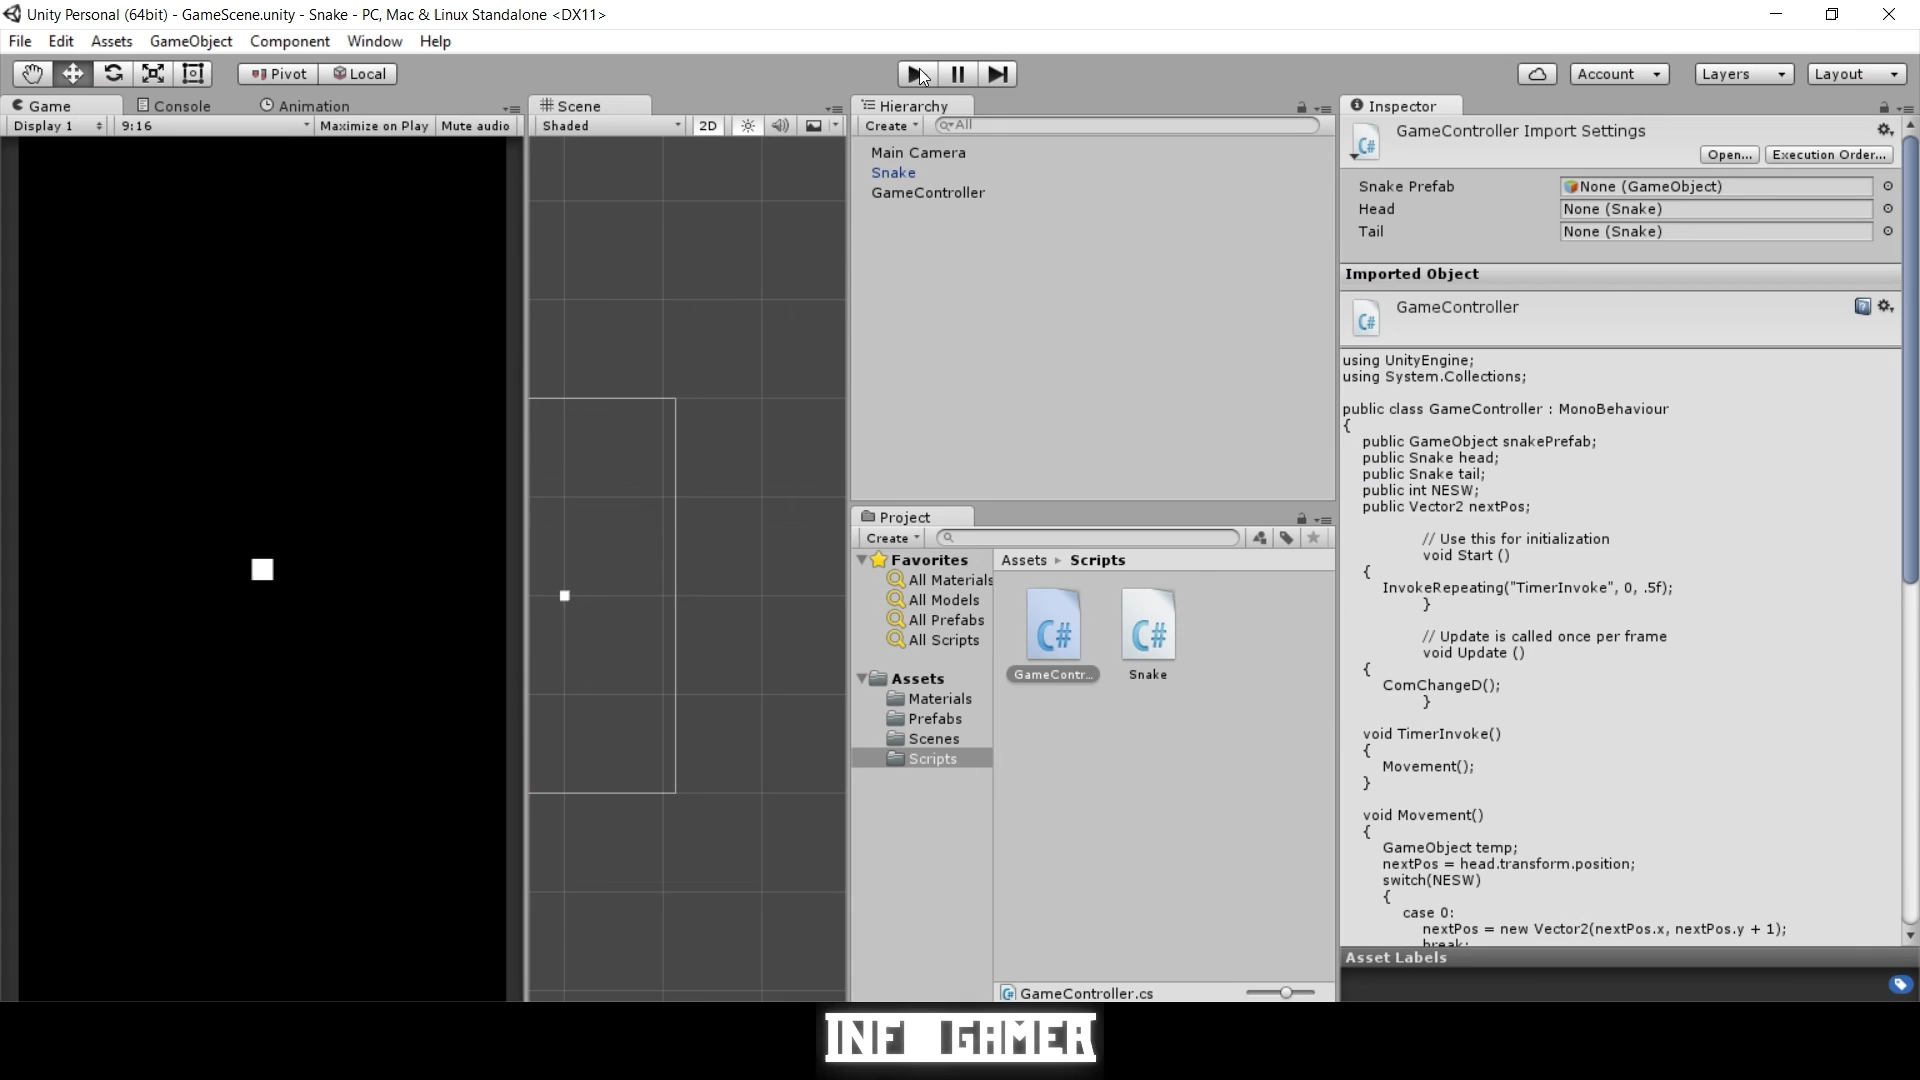 Unity Personal (64bit) - GameScene.unity - Snake - PC, Mac & Linux Standalone <DX11>
File Edit Assets GameObject Component Window Help
Pivot Local Account Layers Layout
Game Console Animation
Display 1 9:16 Maximize on Play Mute audio
Scene
Shaded 2D
Hierarchy
Create All
Main Camera
Snake
GameController
Project
Create
Favorites
All Materials
All Models
All Prefabs
All Scripts
Assets
Materials
Prefabs
Scenes
Scripts
Assets Scripts
C# C#
GameContr... Snake
GameController.cs
Inspector
C# GameController Import Settings
Open... Execution Order...
Snake Prefab None (GameObject)
Head None (Snake)
Tail None (Snake)
Imported Object
C# GameController
using UnityEngine;
using System.Collections;
public class GameController : MonoBehaviour
{
public GameObject snakePrefab;
public Snake head;
public Snake tail;
public int NESW;
public Vector2 nextPos;
// Use this for initialization
void Start ()
{
InvokeRepeating("TimerInvoke", 0, .5f);
}
// Update is called once per frame
void Update ()
{
ComChangeD();
}
void TimerInvoke()
{
Movement();
}
void Movement()
{
GameObject temp;
nextPos = head.transform.position;
switch(NESW)
{
case 0:
nextPos = new Vector2(nextPos.x, nextPos.y + 1);
break;
Asset Labels
INF GAMER